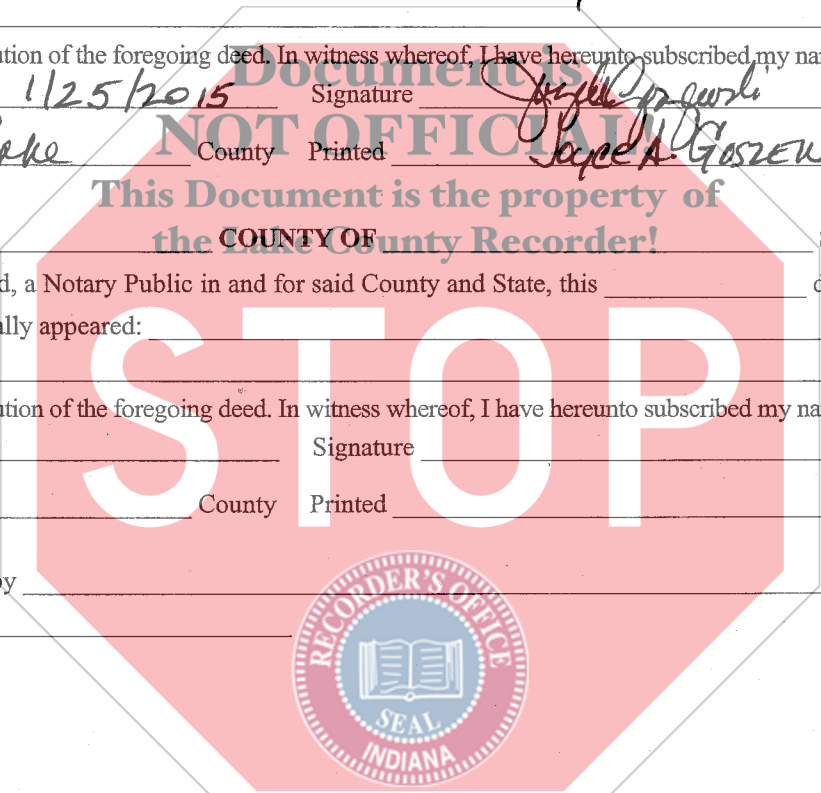 ution of the foregoing deed. In witness whereof, I have hereunto subscribed my na
Document is
1/25/2015 Signature
NOT OFFICIAL!
County Printed Joyce A.
This Document is the property of
the Lake County Recorder!
COUNTY OF
d, a Notary Public in and for said County and State, this
ally appeared:
STOP
ution of the foregoing deed. In witness whereof, I have hereunto subscribed my na
Signature
County Printed
by
RECORDER'S OFFICE
SEAL
INDIANA